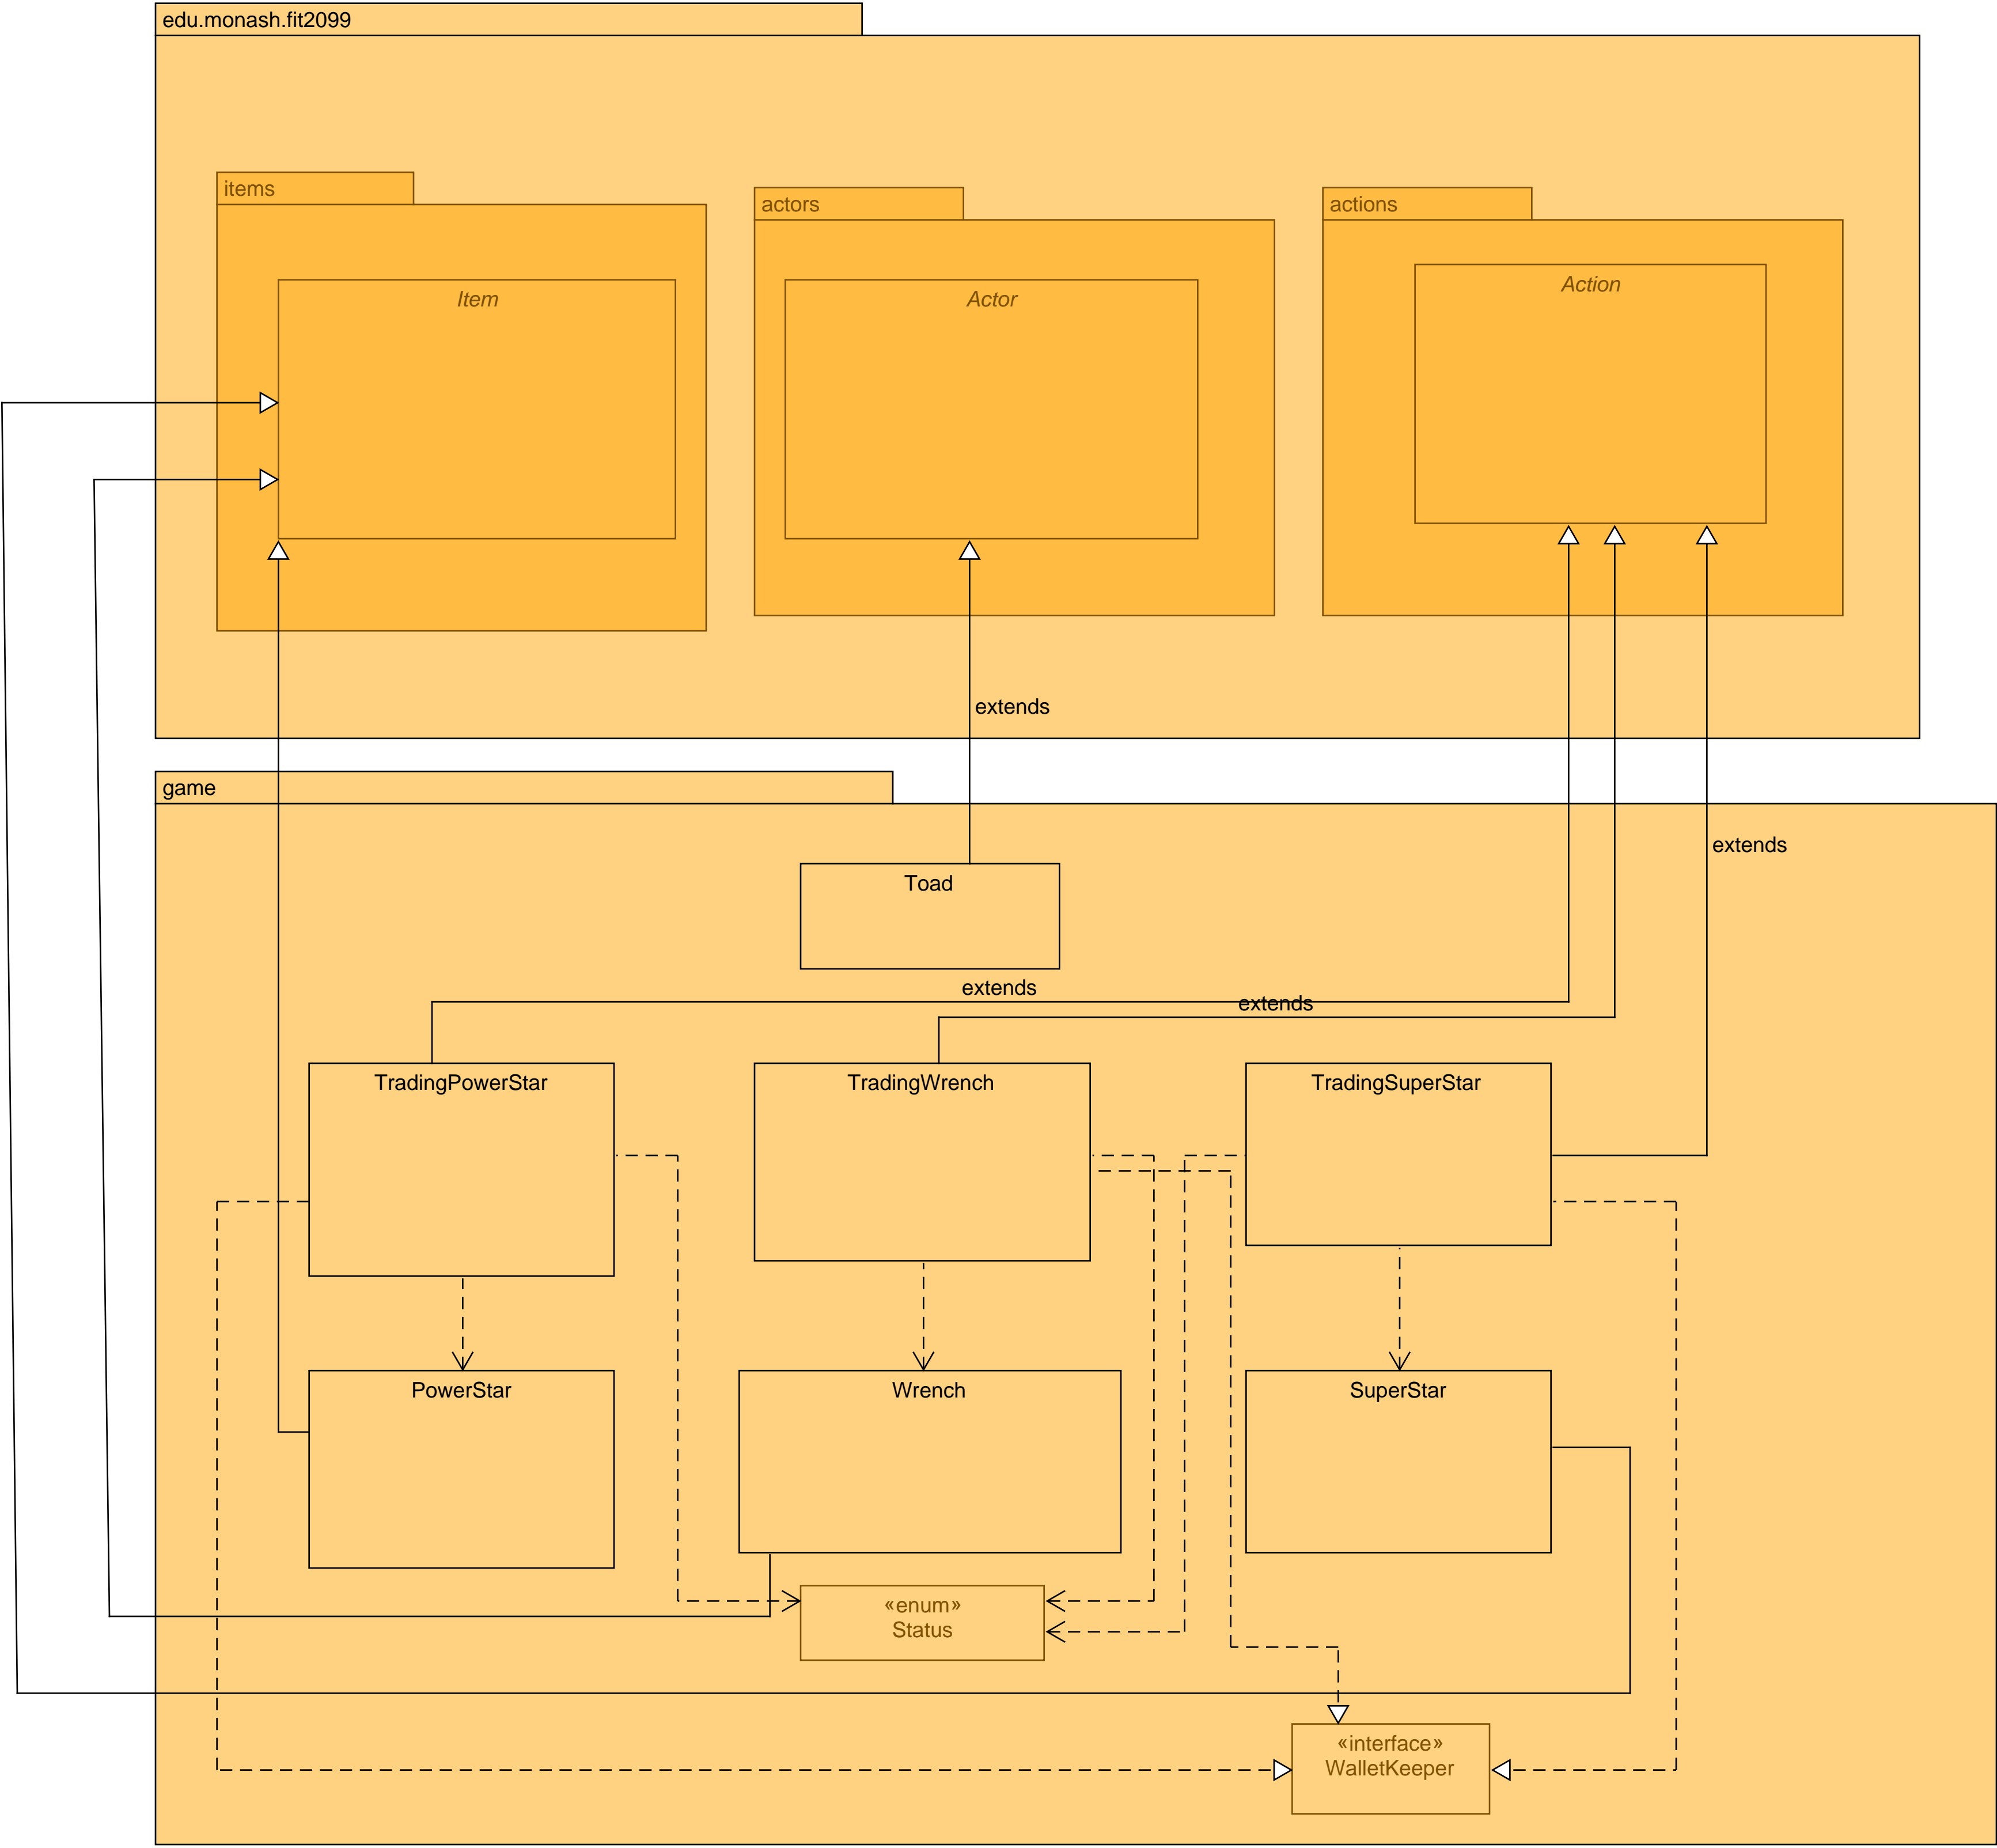 edu.monash.fit2099
items
actors
actions
Item
Actor
Action
extends
game
extends
Toad
extends
extends
TradingPowerStar
TradingWrench
TradingSuperStar
PowerStar
Wrench
SuperStar
«enum»
Status
«interface»
WalletKeeper